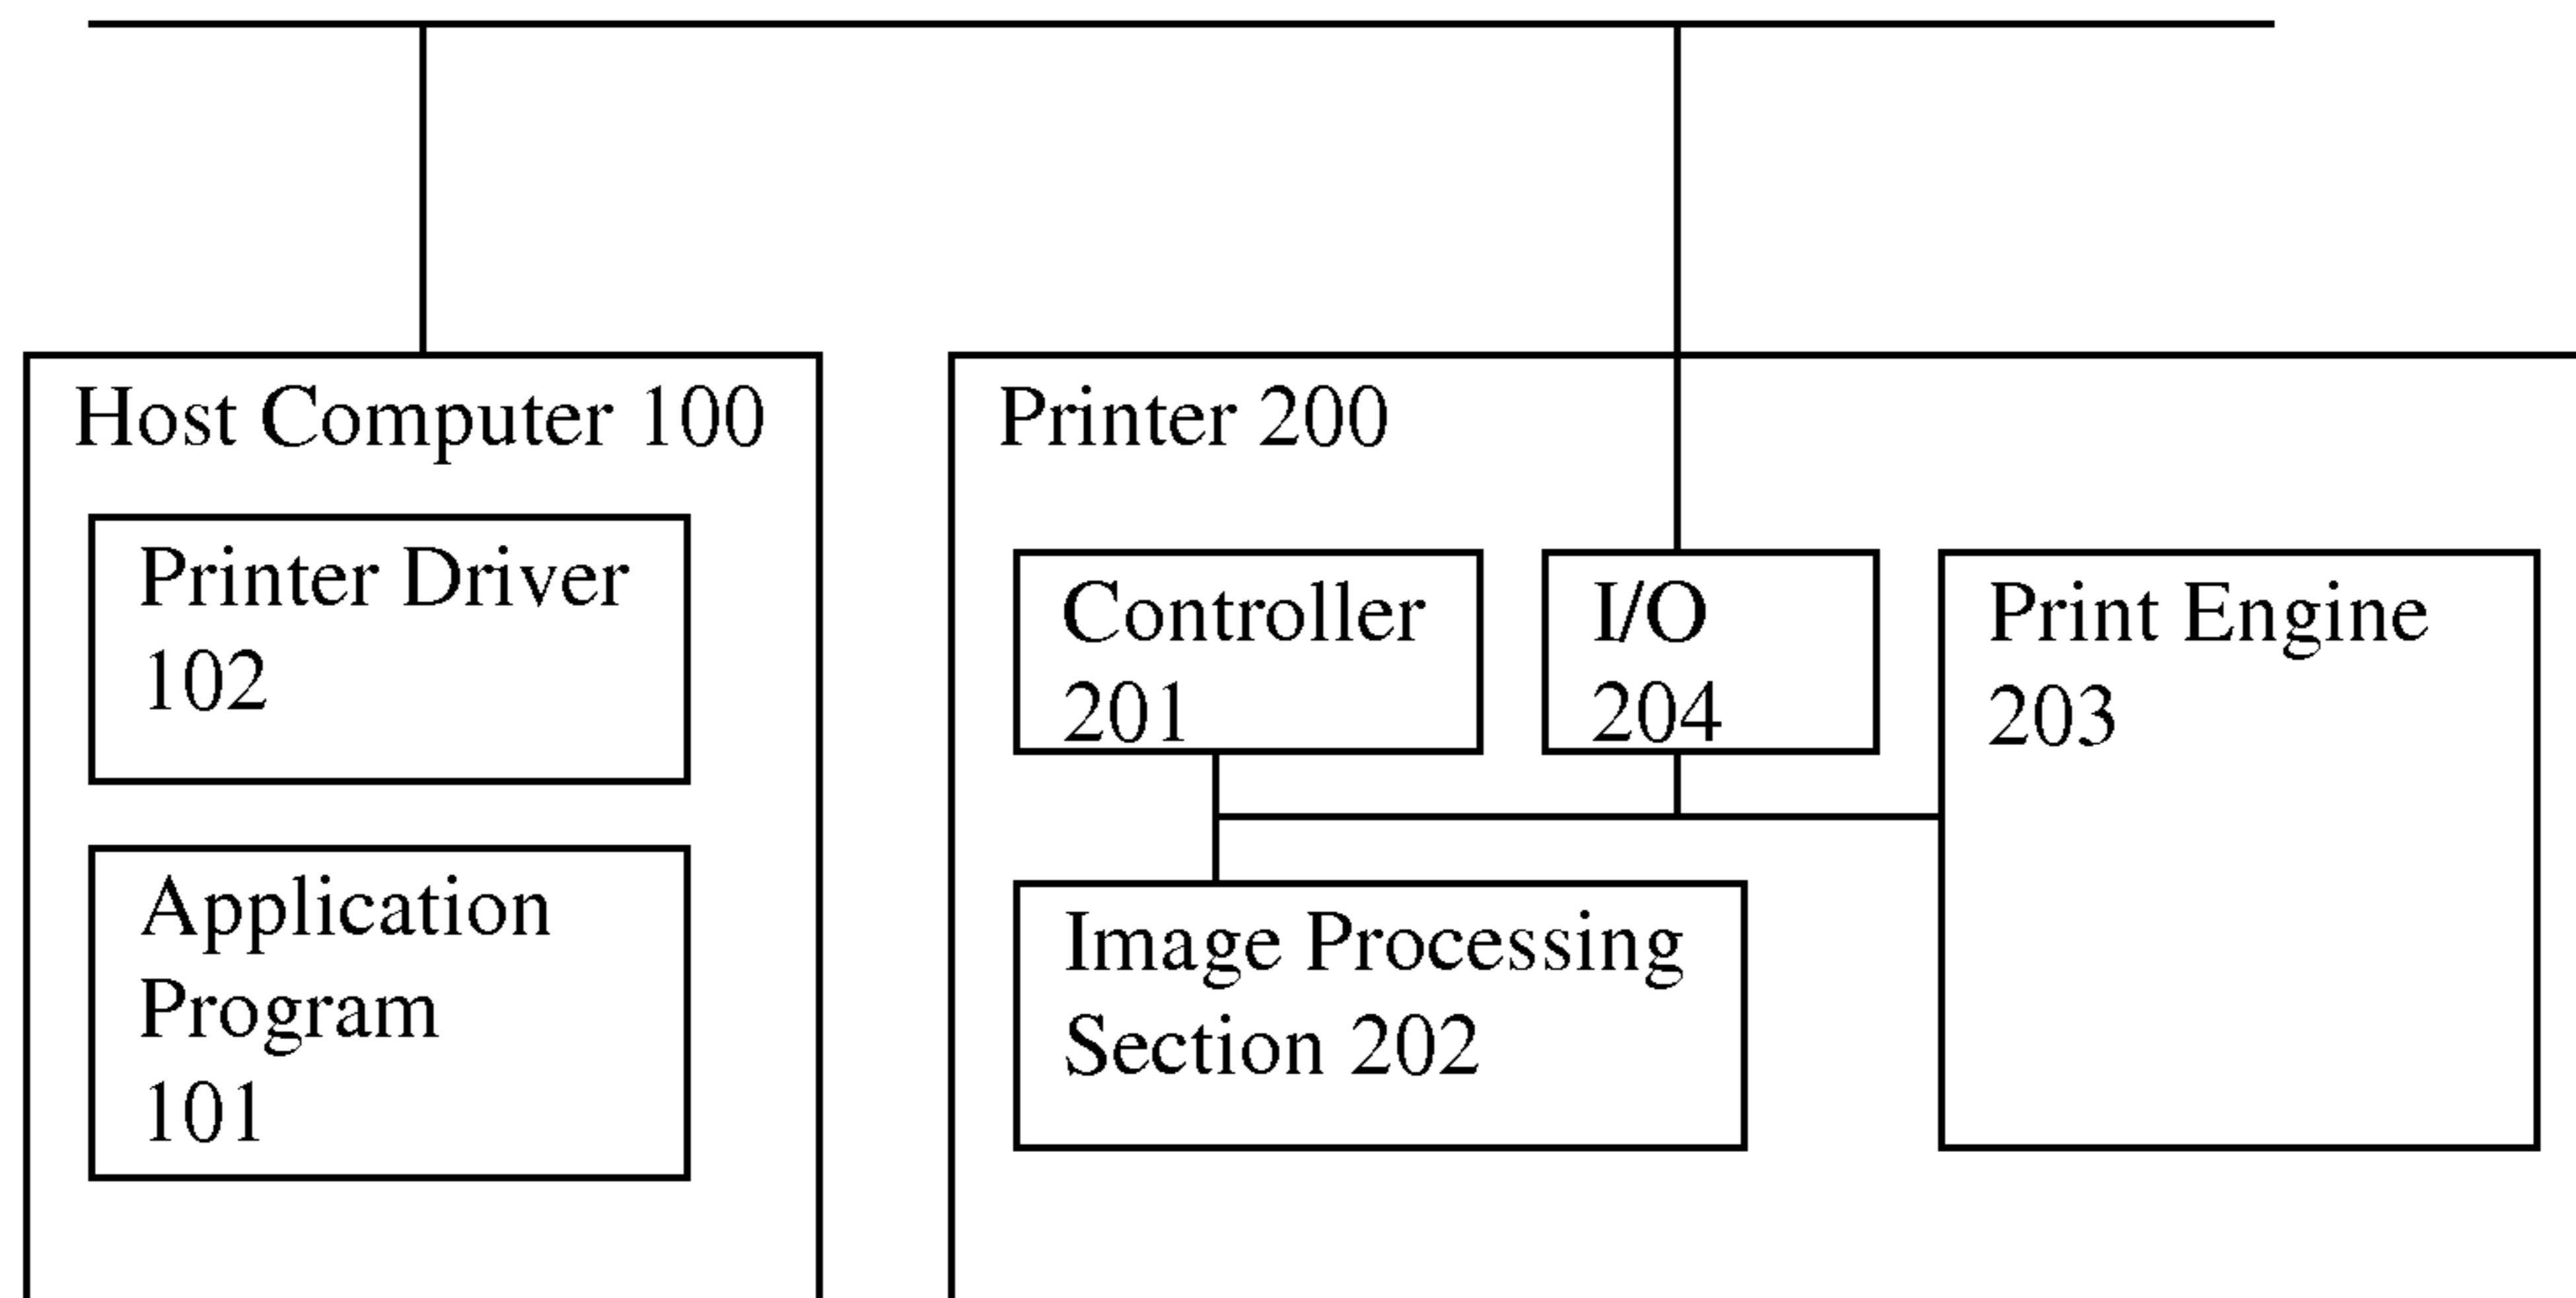 Host Computer 100
Printer Driver
102
Application
Program
101
Printer 200
Controller
201
I/O
204
Print Engine
203
Image Processing
Section 202